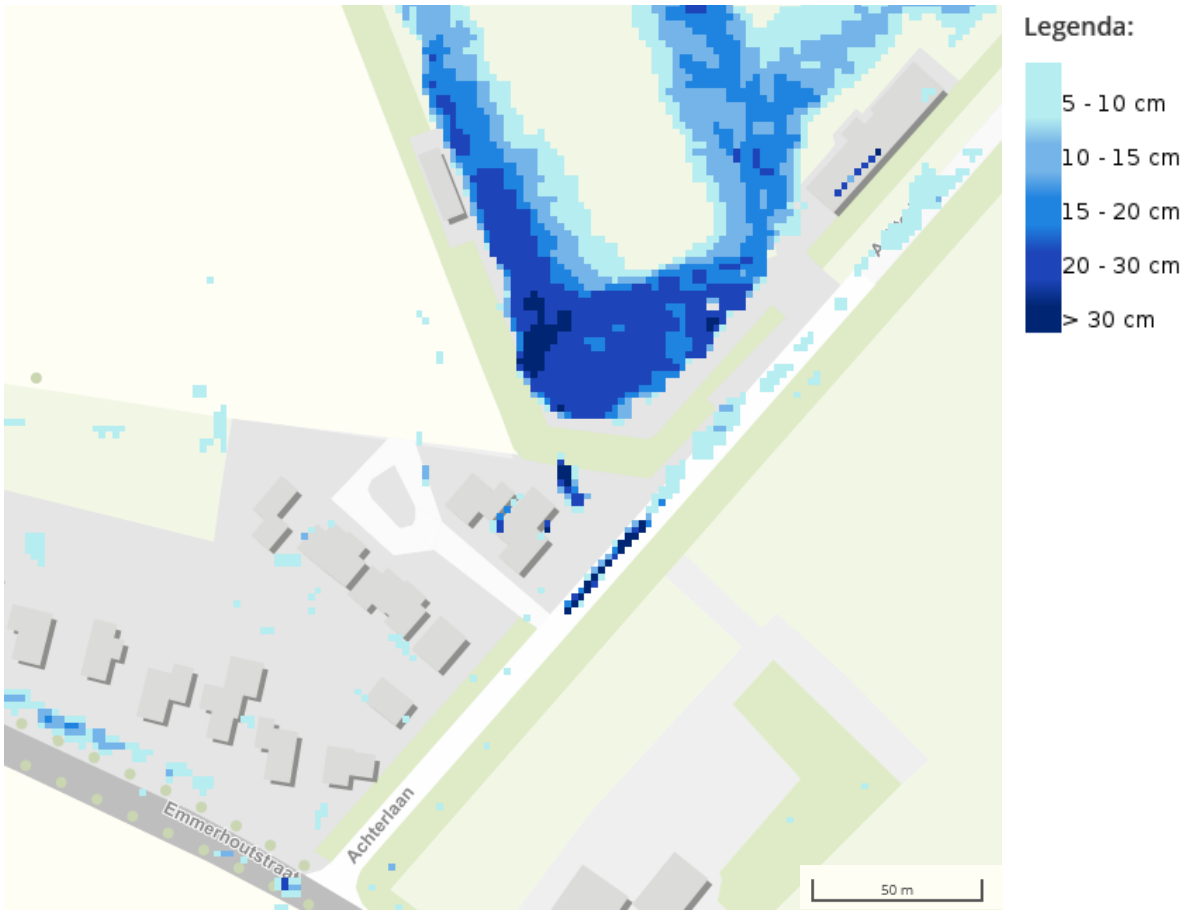 Legenda:
5 - 10 cm
10 - 15 cm
15 - 20 cm
20 - 30 cm
> 30 cm
Emmerhoutstraat
Achterlaan
50 m